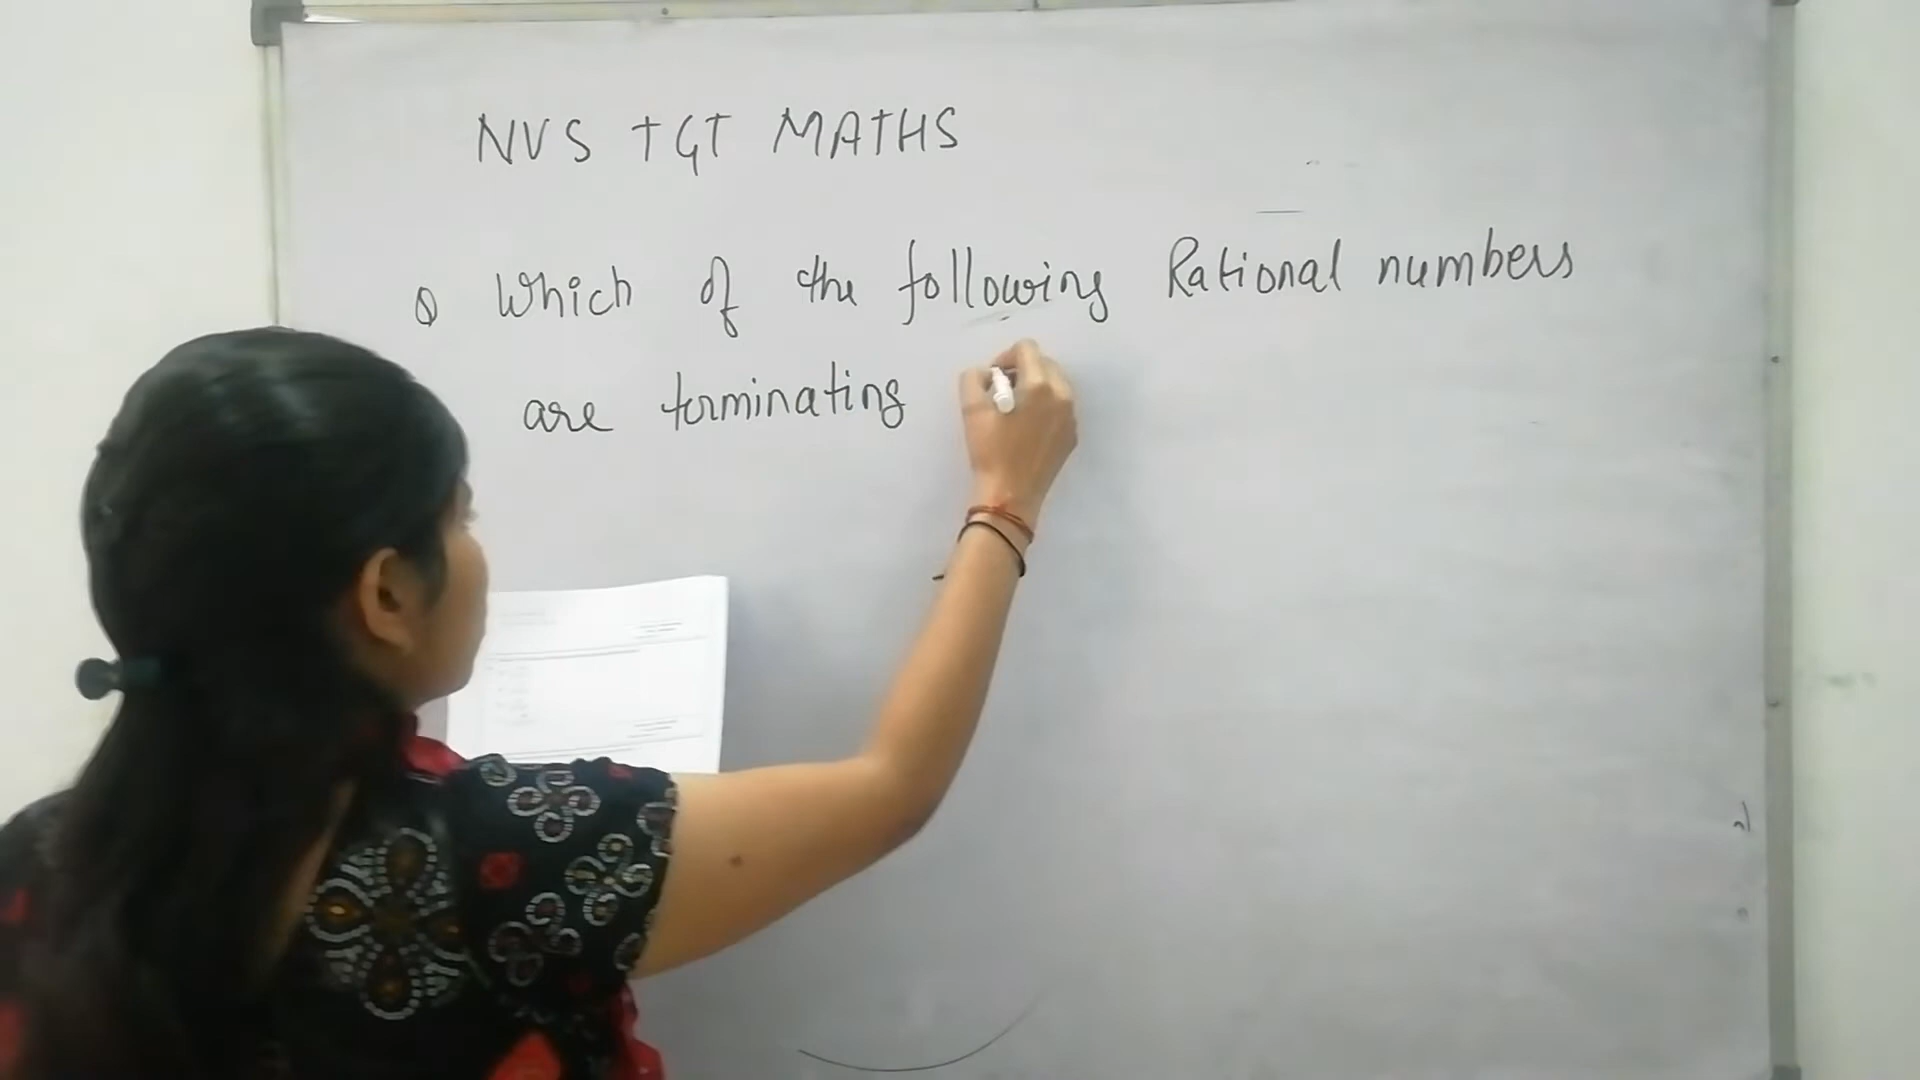 NVS TGT MATHS
Q Which of the following Rational numbers
are terminating